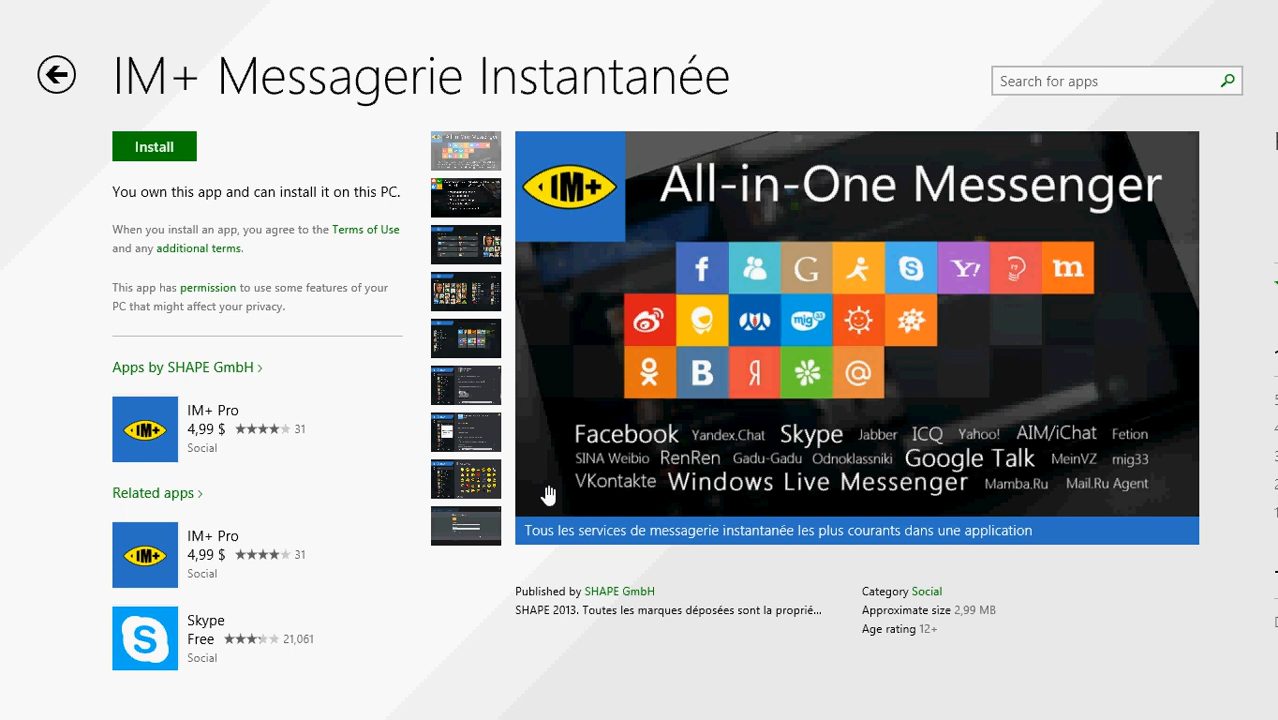 IM+ Messagerie Instantanée
Search for apps
Install
You own this app and can install it on this PC.
When you install an app, you agree to the Terms of Use
and any additional terms.
This app has permission to use some features of your
PC that might affect your privacy.
Apps by SHAPE GmbH ›
IM+
IM+ Pro
4,99 $ ★★★★★ 31
Social
Related apps ›
IM+
IM+ Pro
4,99 $ ★★★★★ 31
Social
Skype
Free ★★★★★ 21,061
Social
IM+
All-in-One Messenger
Facebook Yandex.Chat Skype Jabber ICQ Yahoo! AIM/iChat Fetion
SINA Weibo RenRen Gadu-Gadu Odnoklassniki Google Talk MeinVZ mig33
VKontakte Windows Live Messenger Mamba.Ru Mail.Ru Agent
Tous les services de messagerie instantanée les plus courants dans une application
Published by SHAPE GmbH
SHAPE 2013. Toutes les marques déposées sont la proprié...
Category Social
Approximate size 2,99 MB
Age rating 12+